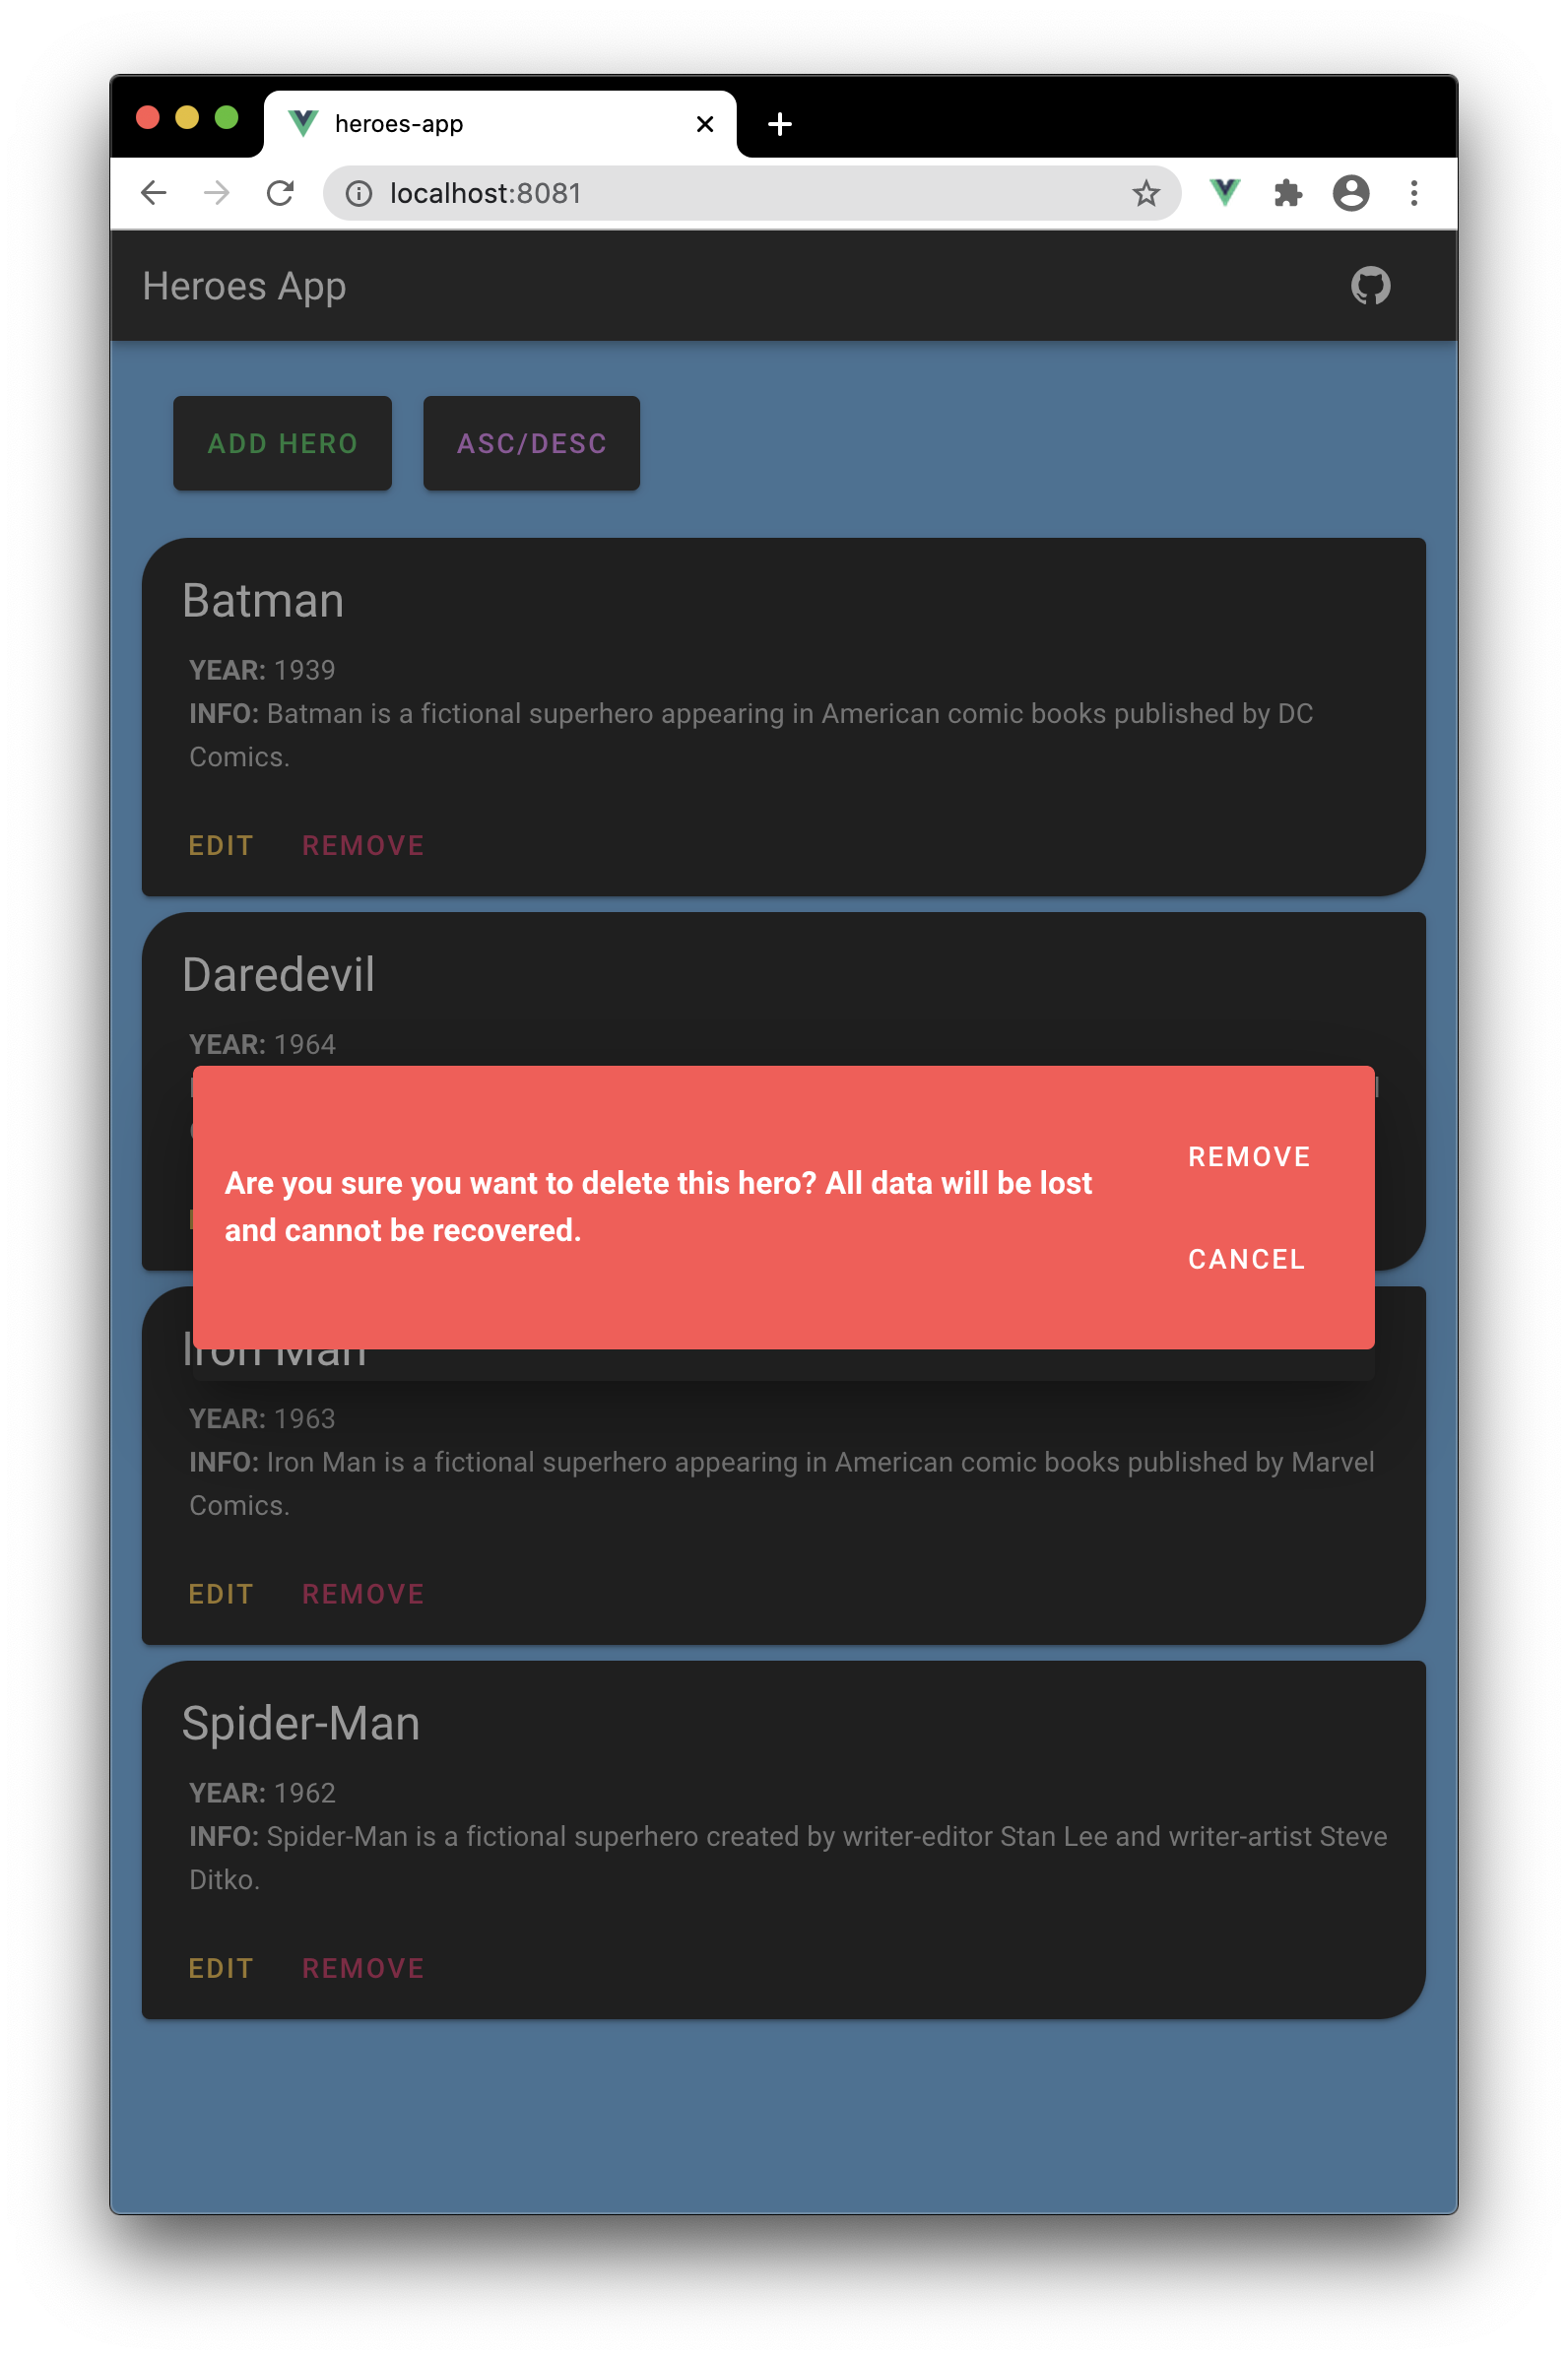 heroes-app
localhost:8081
Heroes App
ADD HERO ASC/DESC
Batman
YEAR: 1939
INFO: Batman is a fictional superhero appearing in American comic books published by DC
Comics.
EDIT REMOVE
Daredevil
YEAR: 1964
Are you sure you want to delete this hero? All data will be lost
and cannot be recovered.
REMOVE
CANCEL
Iron Man
YEAR: 1963
INFO: Iron Man is a fictional superhero appearing in American comic books published by Marvel
Comics.
EDIT REMOVE
Spider-Man
YEAR: 1962
INFO: Spider-Man is a fictional superhero created by writer-editor Stan Lee and writer-artist Steve
Ditko.
EDIT REMOVE